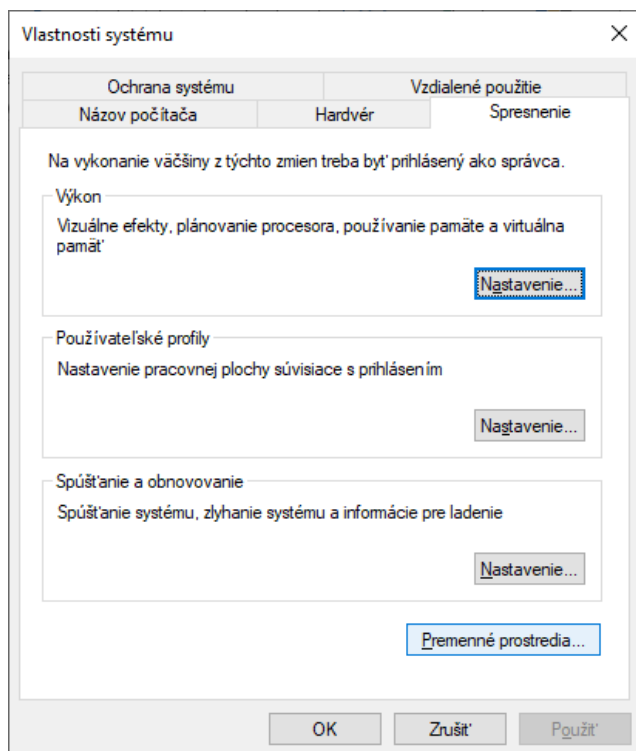 Vlastnosti systému
Ochrana systému
Vzdialené použitie
Názov počítača
Hardvér
Spresnenie
Na vykonanie väčšiny z týchto zmien treba byť prihlásený ako správca.
Výkon
Vizuálne efekty, plánovanie procesora, používanie pamäte a virtuálna
pamäť
Nastavenie...
Používateľské profily
Nastavenie pracovnej plochy súvisiace s prihlásením
Nastavenie...
Spúšťanie a obnovovanie
Spúšťanie systému, zlyhanie systému a informácie pre ladenie
Nastavenie...
Premenné prostredia...
OK
Zrušiť
Použiť